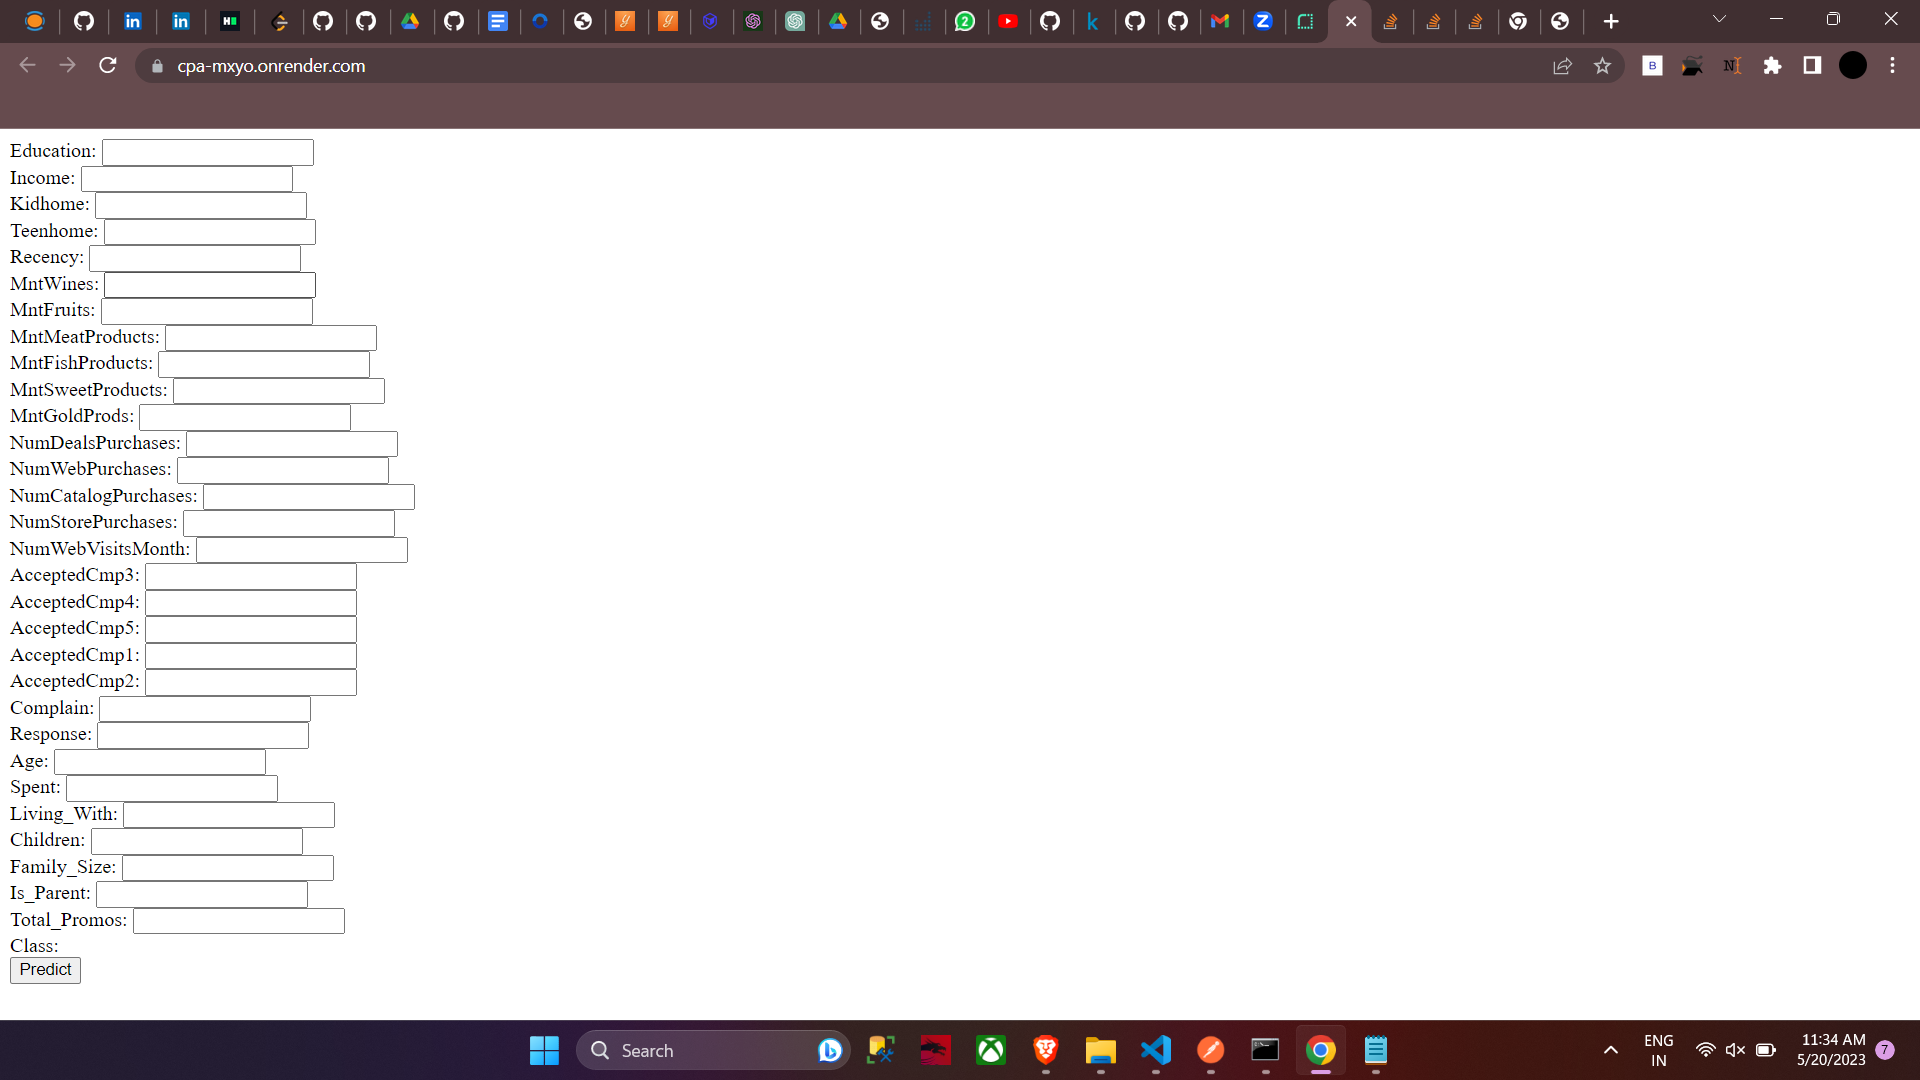 cpa-mxyo.onrender.com
Education:
Income:
Kidhome:
Teenhome:
Recency:
MntWines:
MntFruits:
MntMeatProducts:
MntFishProducts:
MntSweetProducts:
MntGoldProds:
NumDealsPurchases:
NumWebPurchases:
NumCatalogPurchases:
NumStorePurchases:
NumWebVisitsMonth:
AcceptedCmp3:
AcceptedCmp4:
AcceptedCmp5:
AcceptedCmp1:
AcceptedCmp2:
Complain:
Response:
Age:
Spent:
Living_With:
Children:
Family_Size:
Is_Parent:
Total_Promos:
Class:
Predict
Search
ENG
IN
11:34 AM
5/20/2023
7